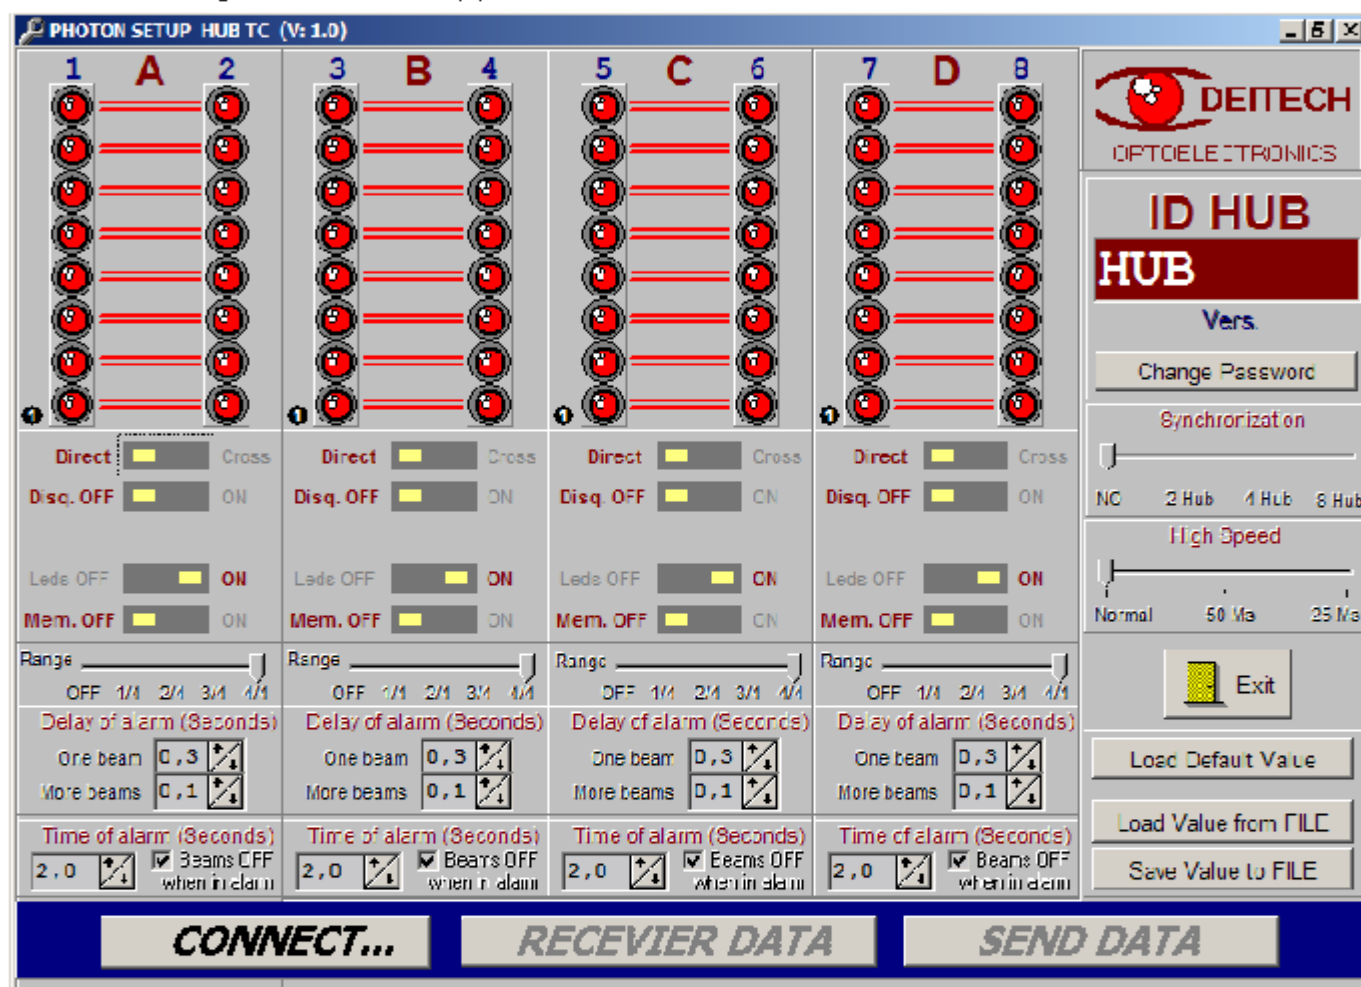 PHOTON SETUP HUB TC (V: 1.0)
1 A 2 3 B 4 5 C 6 7 D 8
DEITECH
OPTOELECTRONICS
ID HUB
HUB
Vers.
Change Password
1 1 1 1
Synchronization
NO 2 Hub 4 Hub 8 Hub
High Speed
Normal 50 Ms 25 Ms
Direct Cross Direct Cross Direct Cross Direct Cross
Disq. OFF ON Disq. OFF ON Disq. OFF ON Disq. OFF ON
Leds OFF ON Leds OFF ON Leds OFF ON Leds OFF ON
Mem. OFF ON Mem. OFF ON Mem. OFF ON Mem. OFF ON
Range Range Range Range
OFF 1/4 2/4 3/4 4/4 OFF 1/4 2/4 3/4 4/4 OFF 1/4 2/4 3/4 4/4 OFF 1/4 2/4 3/4 4/4
Exit
Delay of alarm (Seconds) Delay of alarm (Seconds) Delay of alarm (Seconds) Delay of alarm (Seconds)
One beam 0,3 One beam 0,3 One beam 0,3 One beam 0,3
More beams 0,1 More beams 0,1 More beams 0,1 More beams 0,1
Load Default Value
Load Value from FILE
Save Value to FILE
Time of alarm (Seconds) Time of alarm (Seconds) Time of alarm (Seconds) Time of alarm (Seconds)
2,0 Beams OFF 2,0 Beams OFF 2,0 Beams OFF 2,0 Beams OFF
when in alarm when in alarm when in alarm when in alarm
CONNECT... RECEVIER DATA SEND DATA